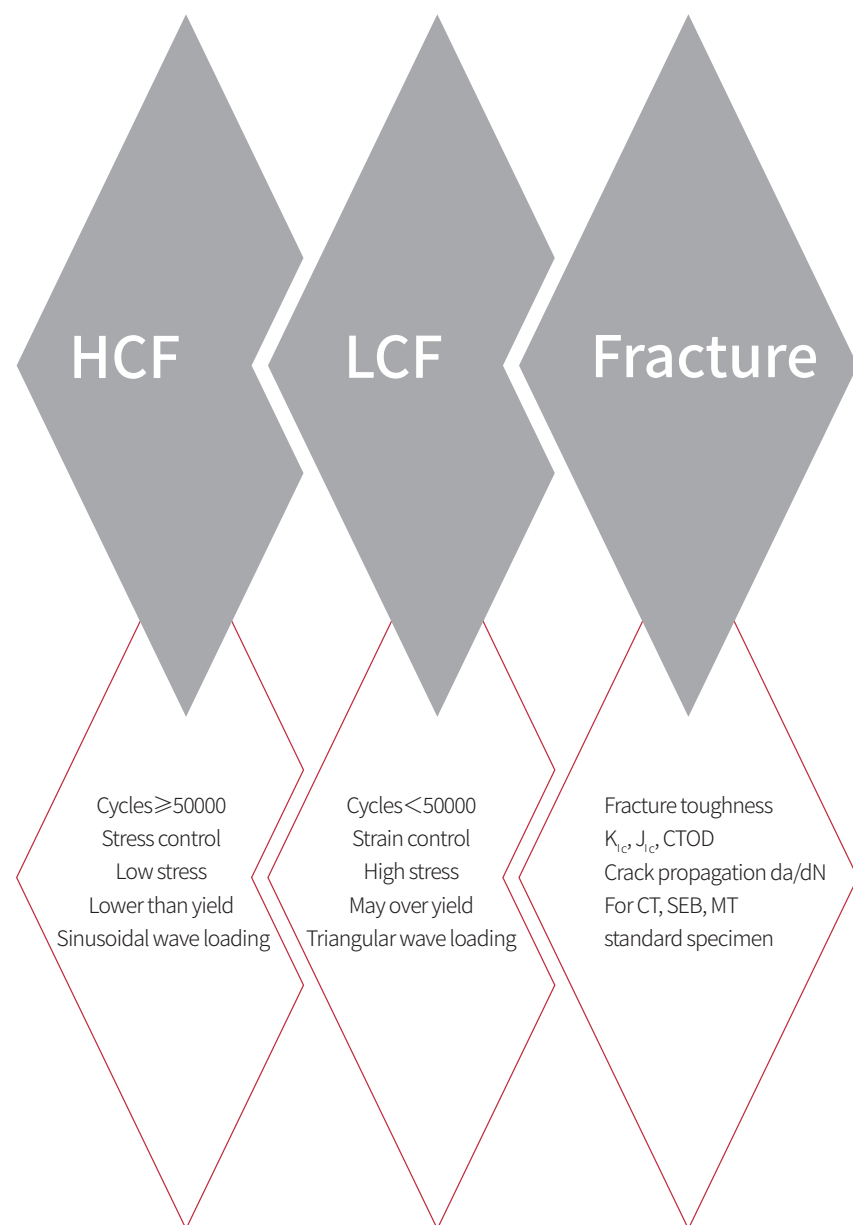 HCF
LCF
Fracture
Cycles≥50000
Stress control
Low stress
Lower than yield
Sinusoidal wave loading
Cycles<50000
Strain control
High stress
May over yield
Triangular wave loading
Fracture toughness
K_Ic, J_Ic, CTOD
Crack propagation da/dN
For CT, SEB, MT
standard specimen